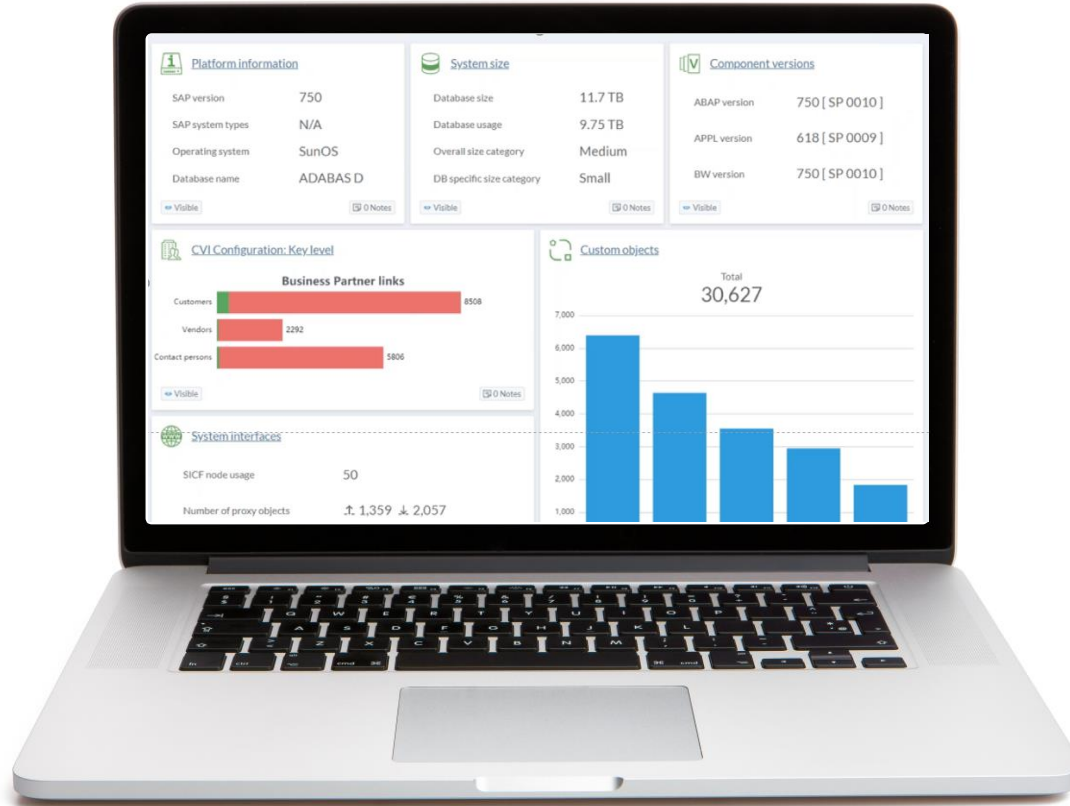 Platform information
SAP version 750
SAP system types N/A
Operating system SunOS
Database name ADABAS D
Visible 0 Notes
System size
Database size 11.7 TB
Database usage 9.75 TB
Overall size category Medium
DB specific size category Small
Visible 0 Notes
Component versions
ABAP version 750 [ SP 0010 ]
APPL version 618 [ SP 0009 ]
BW version 750 [ SP 0010 ]
Visible 0 Notes
CVI Configuration: Key level
Business Partner links
Customers 8508
Vendors 2292
Contact persons 5806
Visible 0 Notes
Custom objects
Total
30,627
7,000
6,000
5,000
4,000
3,000
2,000
1,000
System interfaces
SICF node usage 50
Number of proxy objects 1,359 2,057
Q W E R T Y U I O P
A S D F G H J K L
Z X C V B N M
fn ctrl cmd cmd